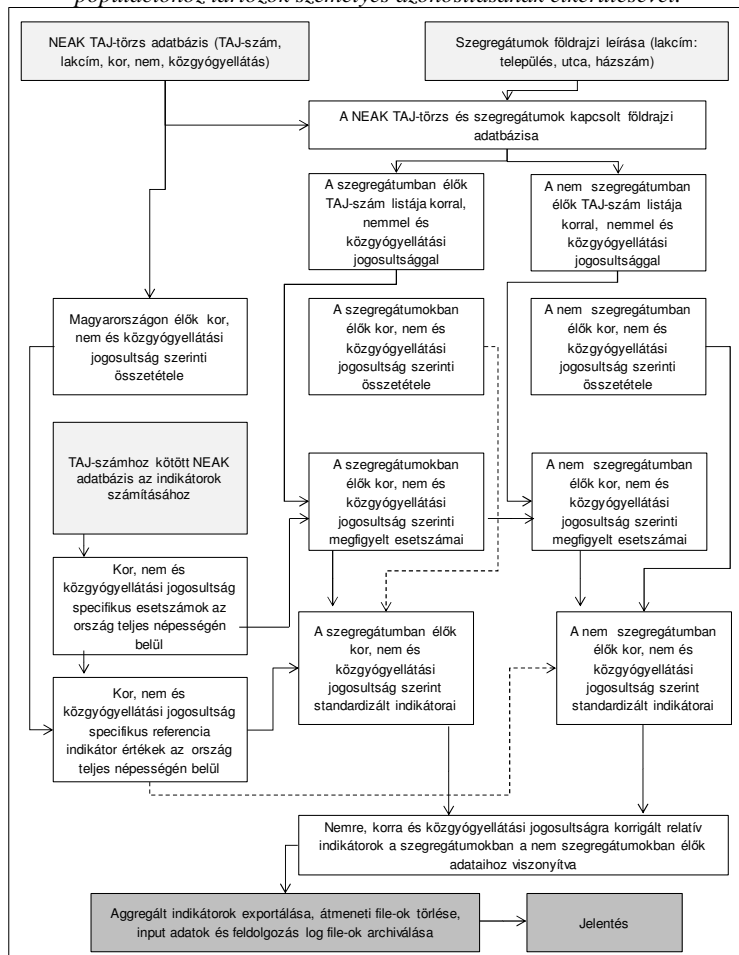 populációhoz tartozók személyes azonosításának elkerülésével.
NEAK TAJ-törzs adatbázis (TAJ-szám,
lakcím, kor, nem, közgyógyellátás)
Szegregátumok földrajzi leírása (lakcím:
település, utca, házszám)
A NEAK TAJ-törzs és szegregátumok kapcsolt földrajzi
adatbázisa
A szegregátumban élők
TAJ-szám listája korral,
nemmel és
közgyógyellátási
jogosultsággal
A nem szegregátumban
élők TAJ-szám listája
korral, nemmel és
közgyógyellátási
jogosultsággal
Magyarországon élők kor,
nem és közgyógyellátási
jogosultság szerinti
összetétele
A szegregátumokban
élők kor, nem és
közgyógyellátási
jogosultság szerinti
összetétele
A nem szegregátumban
élők kor, nem és
közgyógyellátási
jogosultság szerinti
összetétele
TAJ-számhoz kötött NEAK
adatbázis az indikátorok
számításához
A szegregátumokban
élők kor, nem és
közgyógyellátási
jogosultság szerinti
megfigyelt esetszámai
A nem szegregátumban
élők kor, nem és
közgyógyellátási
jogosultság szerinti
megfigyelt esetszámai
Kor, nem és
közgyógyellátási jogosultság
specifikus esetszámok az
ország teljes népességén
belül
A szegregátumban élők
kor, nem és
közgyógyellátási
jogosultság szerint
standardizált indikátorai
A nem szegregátumban
élők kor, nem és
közgyógyellátási
jogosultság szerint
standardizált indikátorai
Kor, nem és
közgyógyellátási jogosultság
specifikus referencia
indikátor értékek az ország
teljes népességén belül
Nemre, korra és közgyógyellátási jogosultságra korrigált relatív
indikátorok a szegregátumokban a nem szegregátumokban élők
adataihoz viszonyítva
Aggregált indikátorok exportálása, átmeneti file-ok törlése,
input adatok és feldolgozás log file-ok archiválása
Jelentés